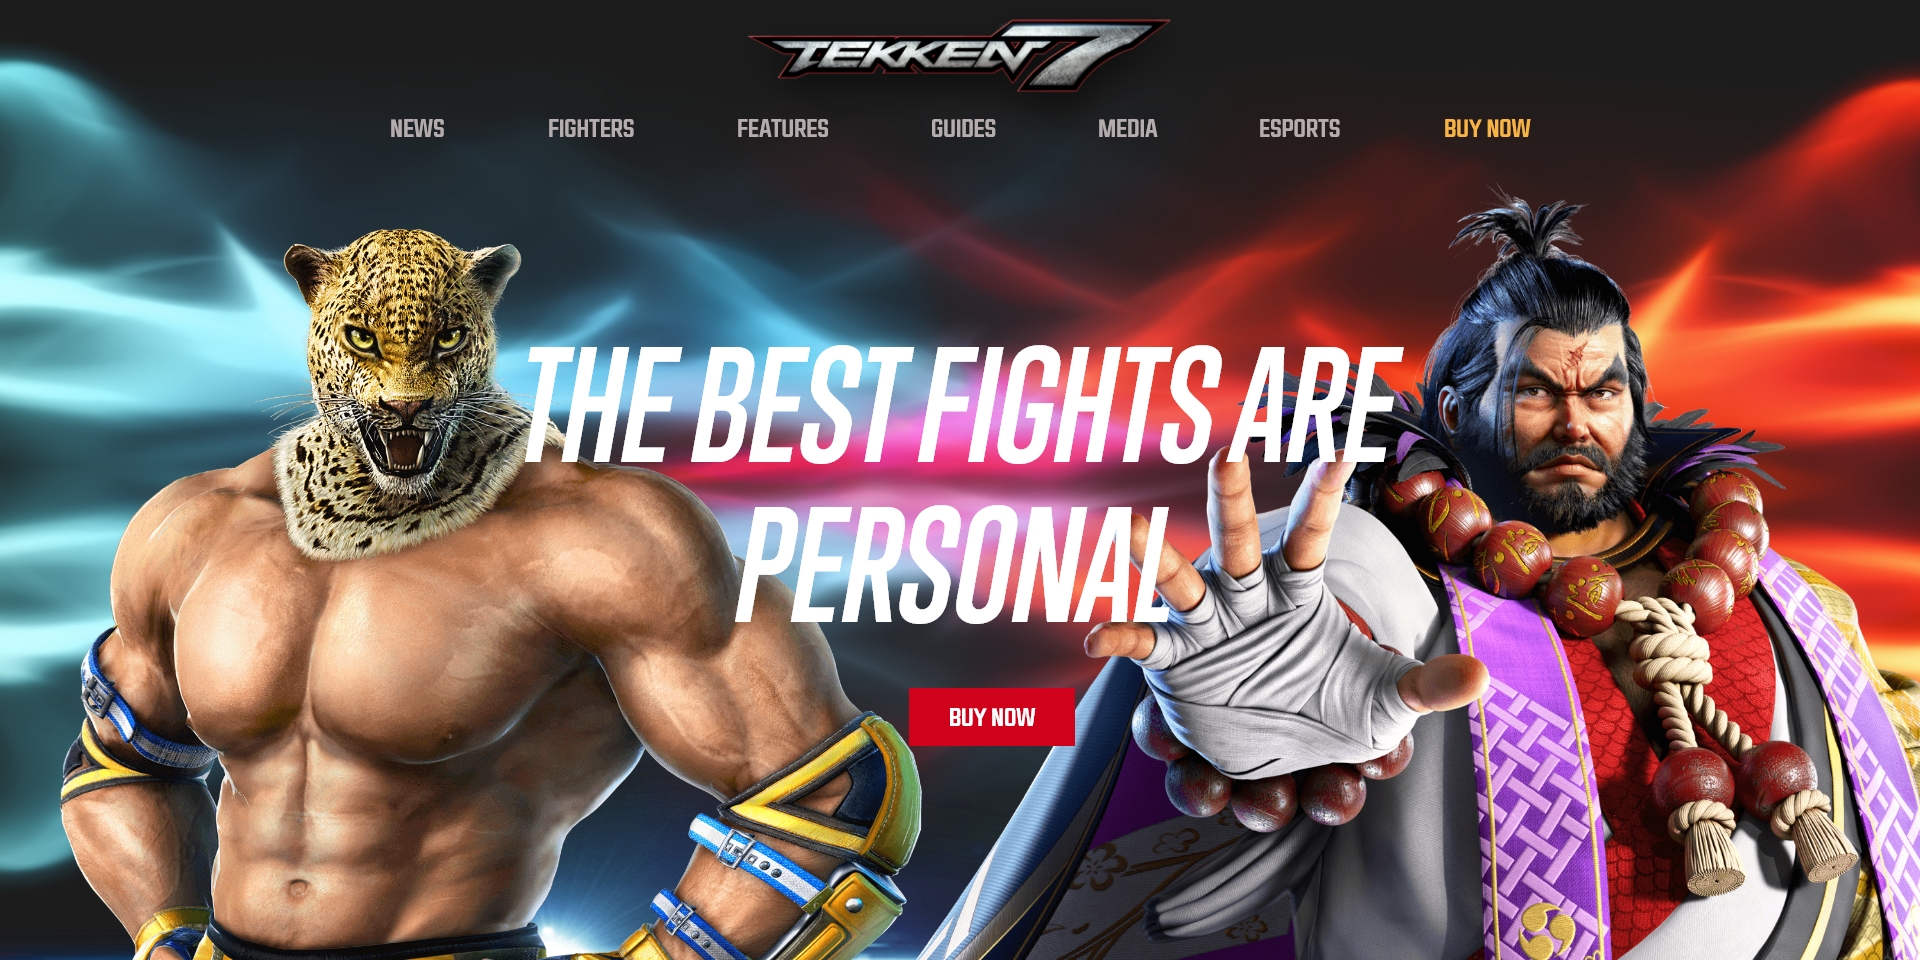 TEKKEN 7
NEWS FIGHTERS FEATURES GUIDES MEDIA ESPORTS BUY NOW
THE BEST FIGHTS ARE
PERSONAL
BUY NOW